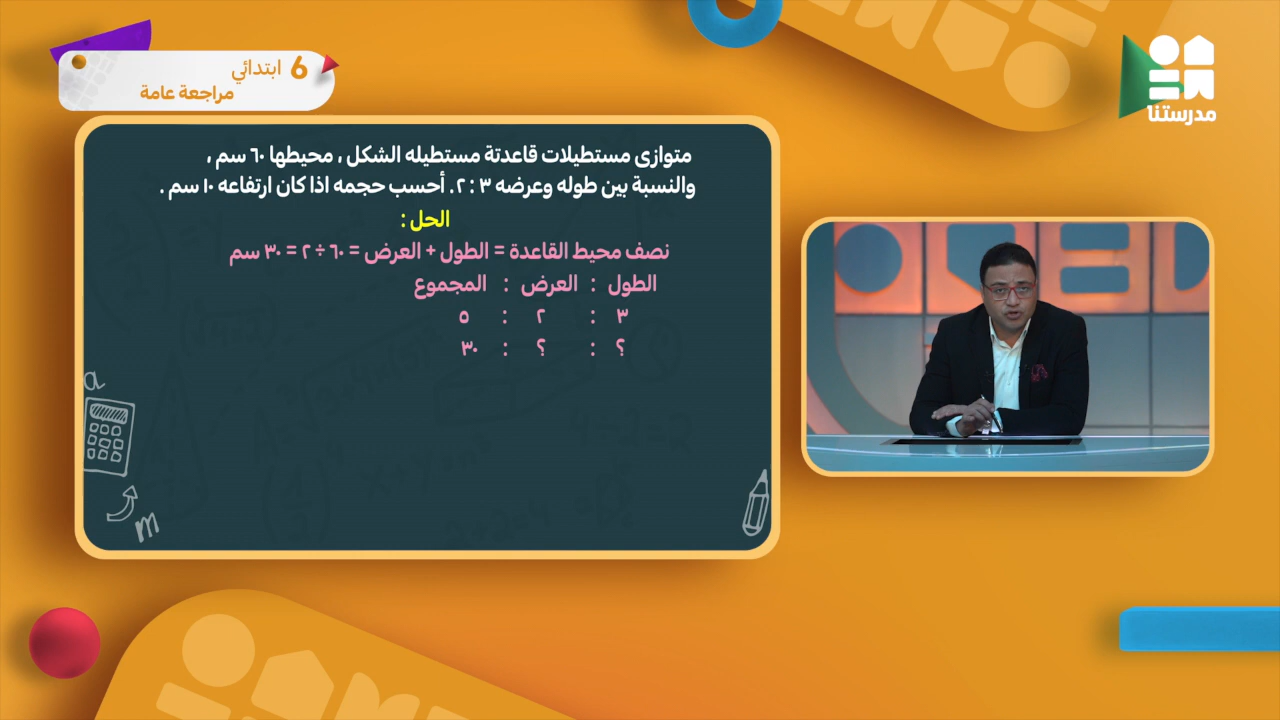 6 ابتدائي
مراجعة عامة
مدرستنا
متوازى مستطيلات قاعدتة مستطيله الشكل ، محيطها ٦٠ سم ،
والنسبة بين طوله وعرضه ٣ : ٢. أحسب حجمه اذا كان ارتفاعه ١٠ سم .
الحل :
نصف محيط القاعدة = الطول + العرض = ٦٠ ÷ ٢ = ٣٠ سم
الطول : العرض : المجموع
٣ : ٢ : ٥
؟ : ؟ : ٣٠
a
m